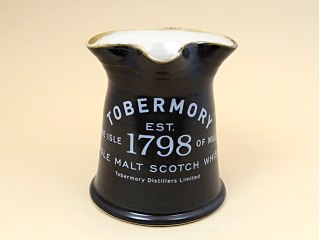 TOBERMORY
EST.
ISLE 1798 OF
MALT SCOTCH
Tobermory Distillers Limited